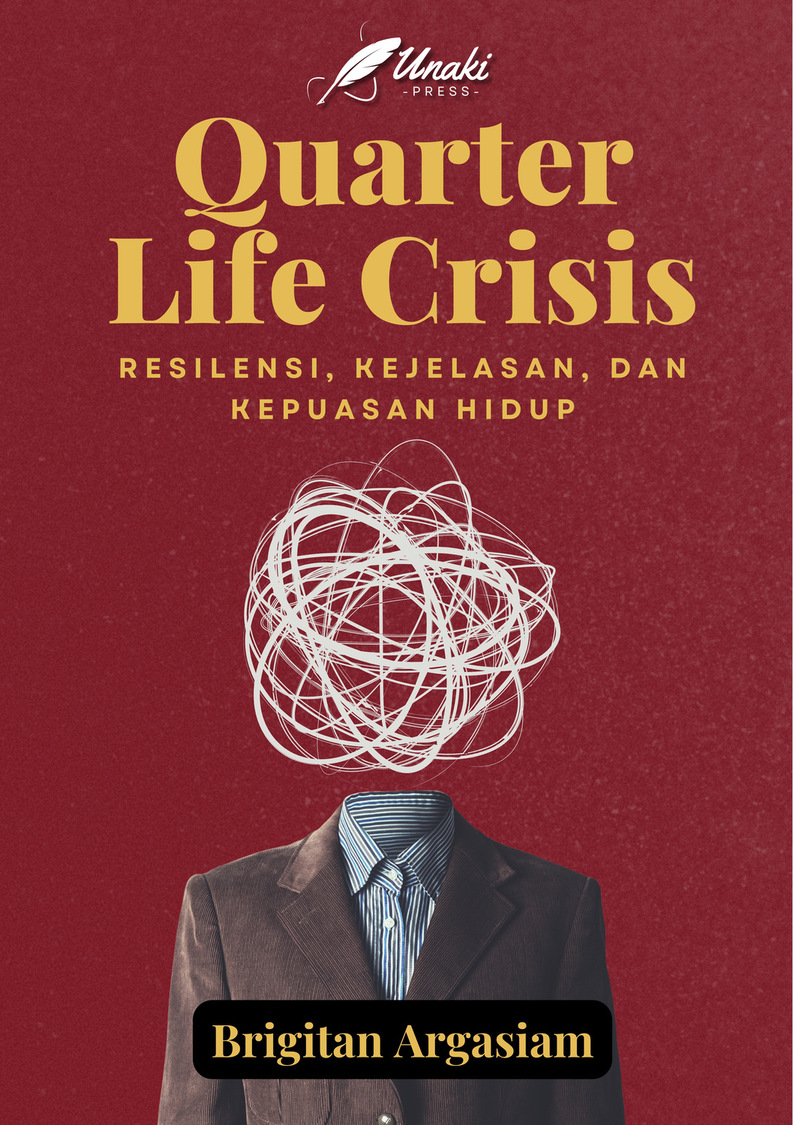 Unaki
-PRESS-
Quarter
Life Crisis
RESILENSI, KEJELASAN, DAN
KEPUASAN HIDUP
Brigitan Argasiam